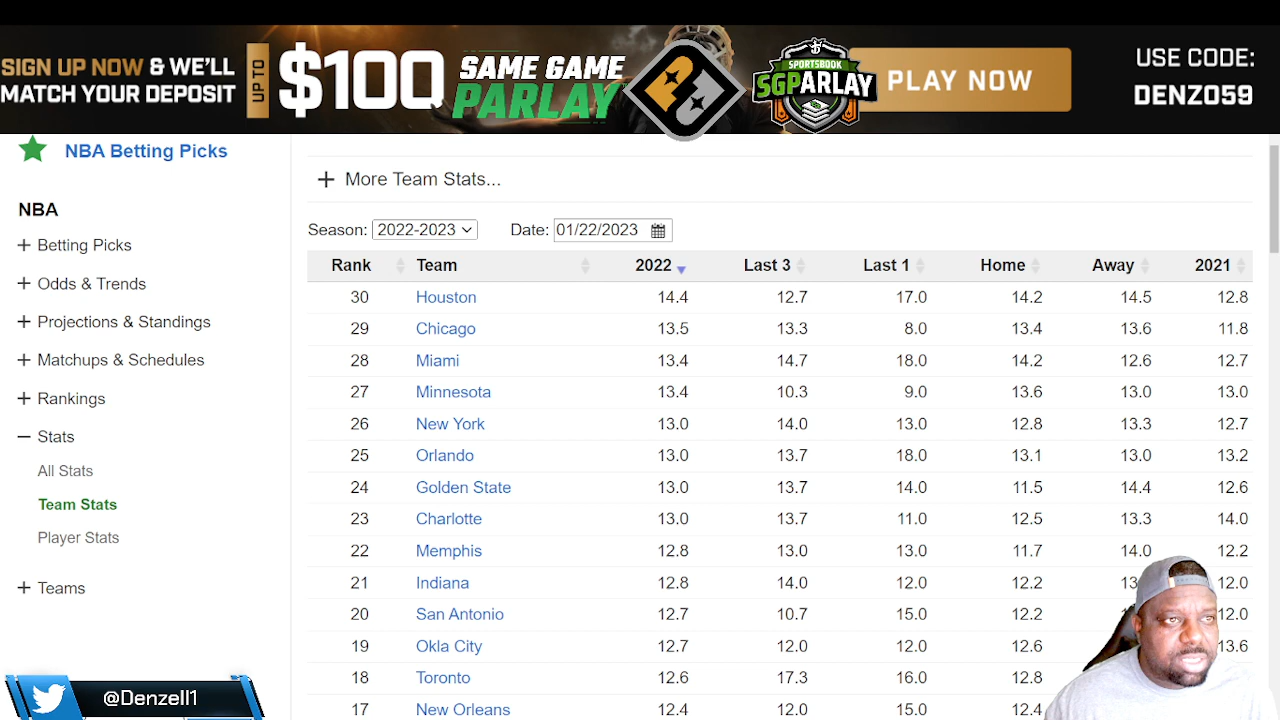 SIGN UP NOW & WE'LL
MATCH YOUR DEPOSIT
UP TO
$100
SAME GAME
PARLAY
SPORTSBOOK
SGPARLAY
PLAY NOW
USE CODE:
DENZO59
NBA Betting Picks
NBA
+ Betting Picks
+ Odds & Trends
+ Projections & Standings
+ Matchups & Schedules
+ Rankings
– Stats
All Stats
Team Stats
Player Stats
+ Teams
@Denzell1
+ More Team Stats...
Season: 2022-2023 Date: 01/22/2023
Rank Team 2022 Last 3 Last 1 Home Away 2021
30 Houston 14.4 12.7 17.0 14.2 14.5 12.8
29 Chicago 13.5 13.3 8.0 13.4 13.6 11.8
28 Miami 13.4 14.7 18.0 14.2 12.6 12.7
27 Minnesota 13.4 10.3 9.0 13.6 13.0 13.0
26 New York 13.0 14.0 13.0 12.8 13.3 12.7
25 Orlando 13.0 13.7 18.0 13.1 13.0 13.2
24 Golden State 13.0 13.7 14.0 11.5 14.4 12.6
23 Charlotte 13.0 13.7 11.0 12.5 13.3 14.0
22 Memphis 12.8 13.0 13.0 11.7 14.0 12.2
21 Indiana 12.8 14.0 12.0 12.2 12.0
20 San Antonio 12.7 10.7 15.0 12.2 12.0
19 Okla City 12.7 12.0 12.0 12.6 13.6
18 Toronto 12.6 17.3 16.0 12.8
17 New Orleans 12.4 12.0 15.0 12.4